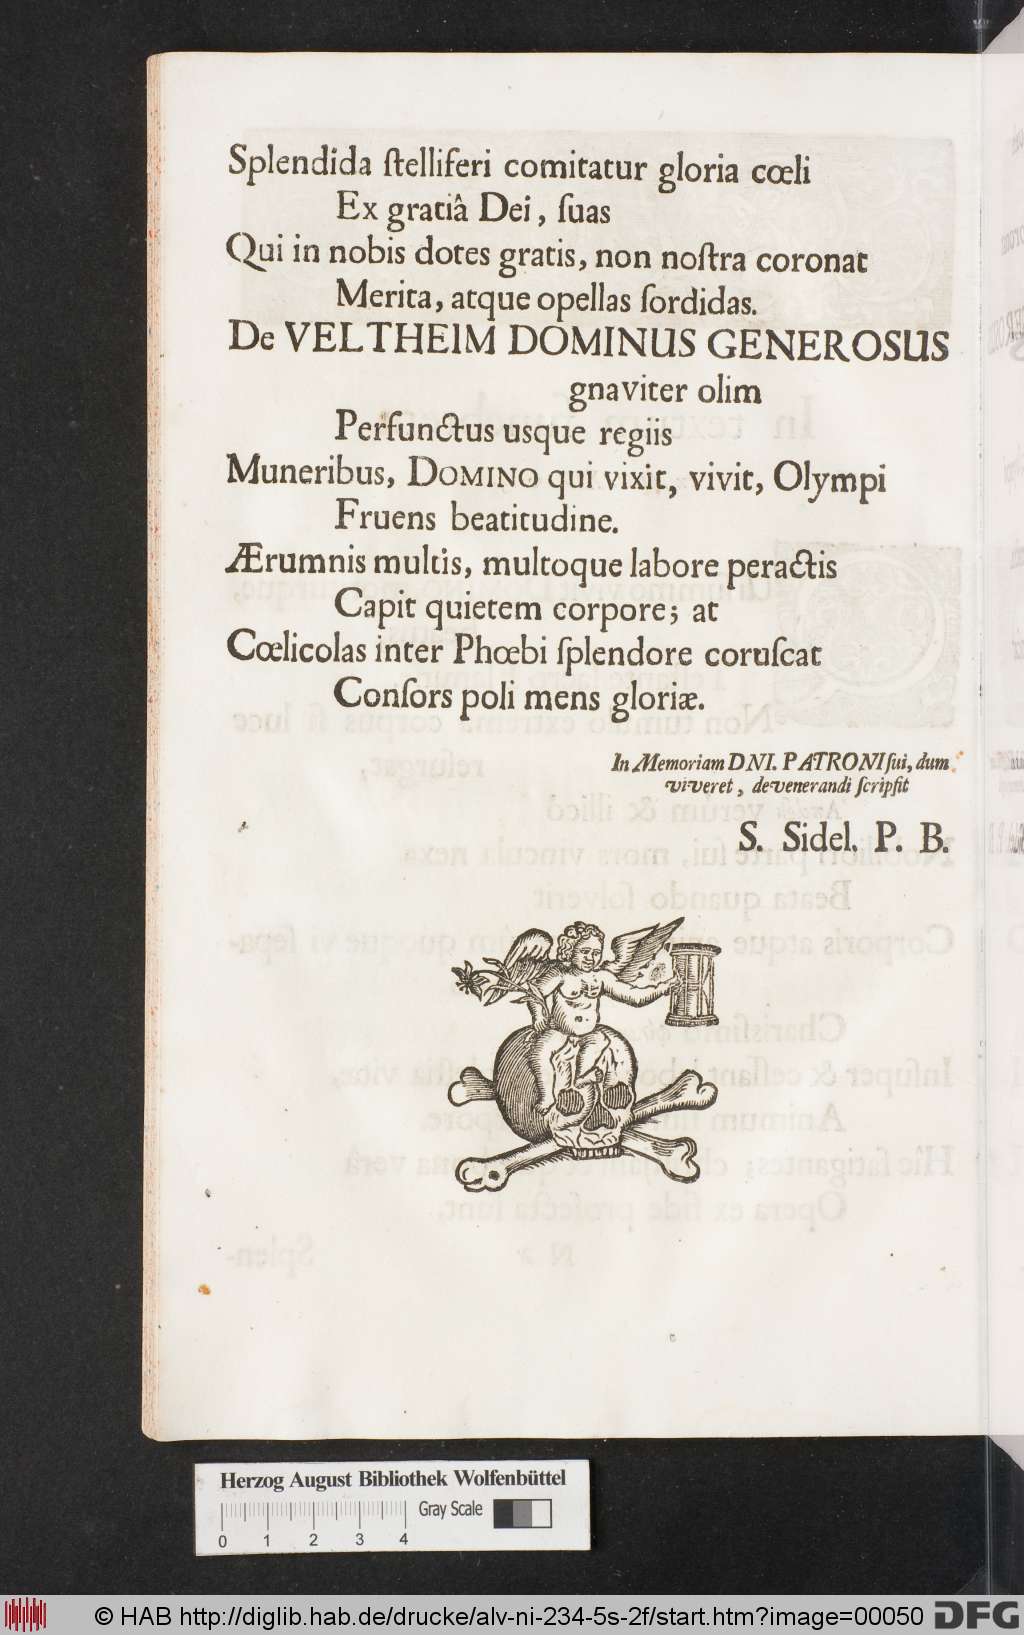 Splendida ſtelliferi comitatur gloria cœli
Ex gratiâ Dei, ſuas
Qui in nobis dotes gratis, non noſtra coronat
Merita, atque opellas ſordidas.
De VELTHEIM DOMINUS GENEROSUS
gnaviter olim
Perfunctus usque regiis
Muneribus, DOMINO qui vixit, vivit, Olympi
Fruens beatitudine.
Ærumnis multis, multoque labore peractis
Capit quietem corpore; at
Cœlicolas inter Phœbi ſplendore coruſcat
Conſors poli mens gloriæ.
In Memoriam DNI. PATRONI ſui, dum
viveret, devenerandi ſcripſit
S. Sidel. P. B.
Herzog August Bibliothek Wolfenbüttel
Gray Scale
0 1 2 3 4
© HAB http://diglib.hab.de/drucke/alv-ni-234-5s-2f/start.htm?image=00050 DFG